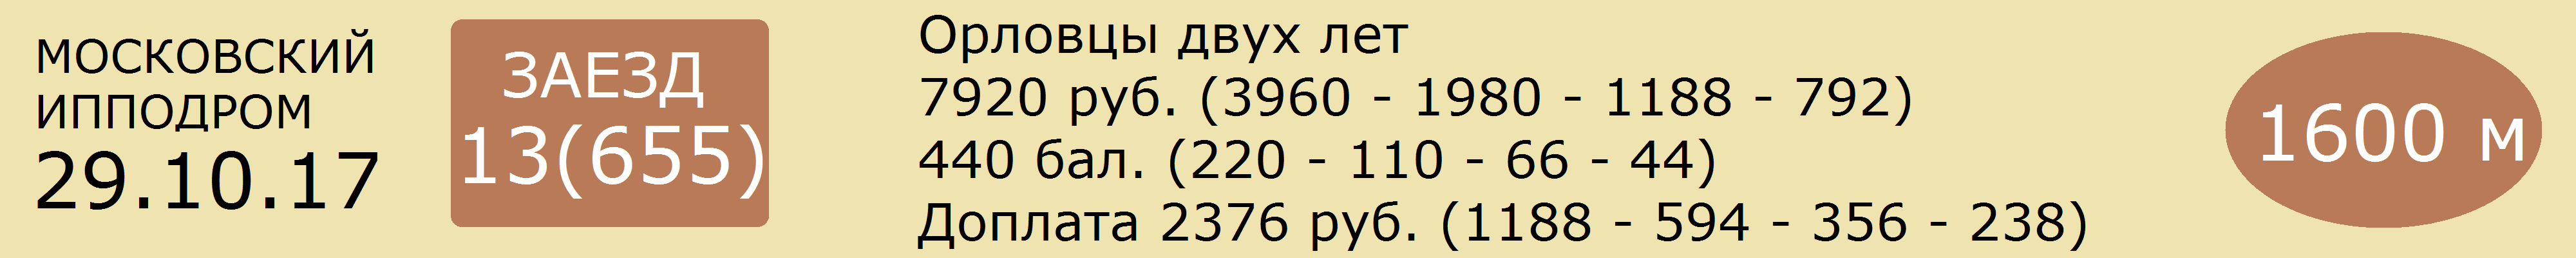 МОСКОВСКИЙ
ИППОДРОМ
29.10.17
ЗАЕЗД
13(655)
Орловцы двух лет
7920 руб. (3960 - 1980 - 1188 - 792)
440 бал. (220 - 110 - 66 - 44)
Доплата 2376 руб. (1188 - 594 - 356 - 238)
1600 м